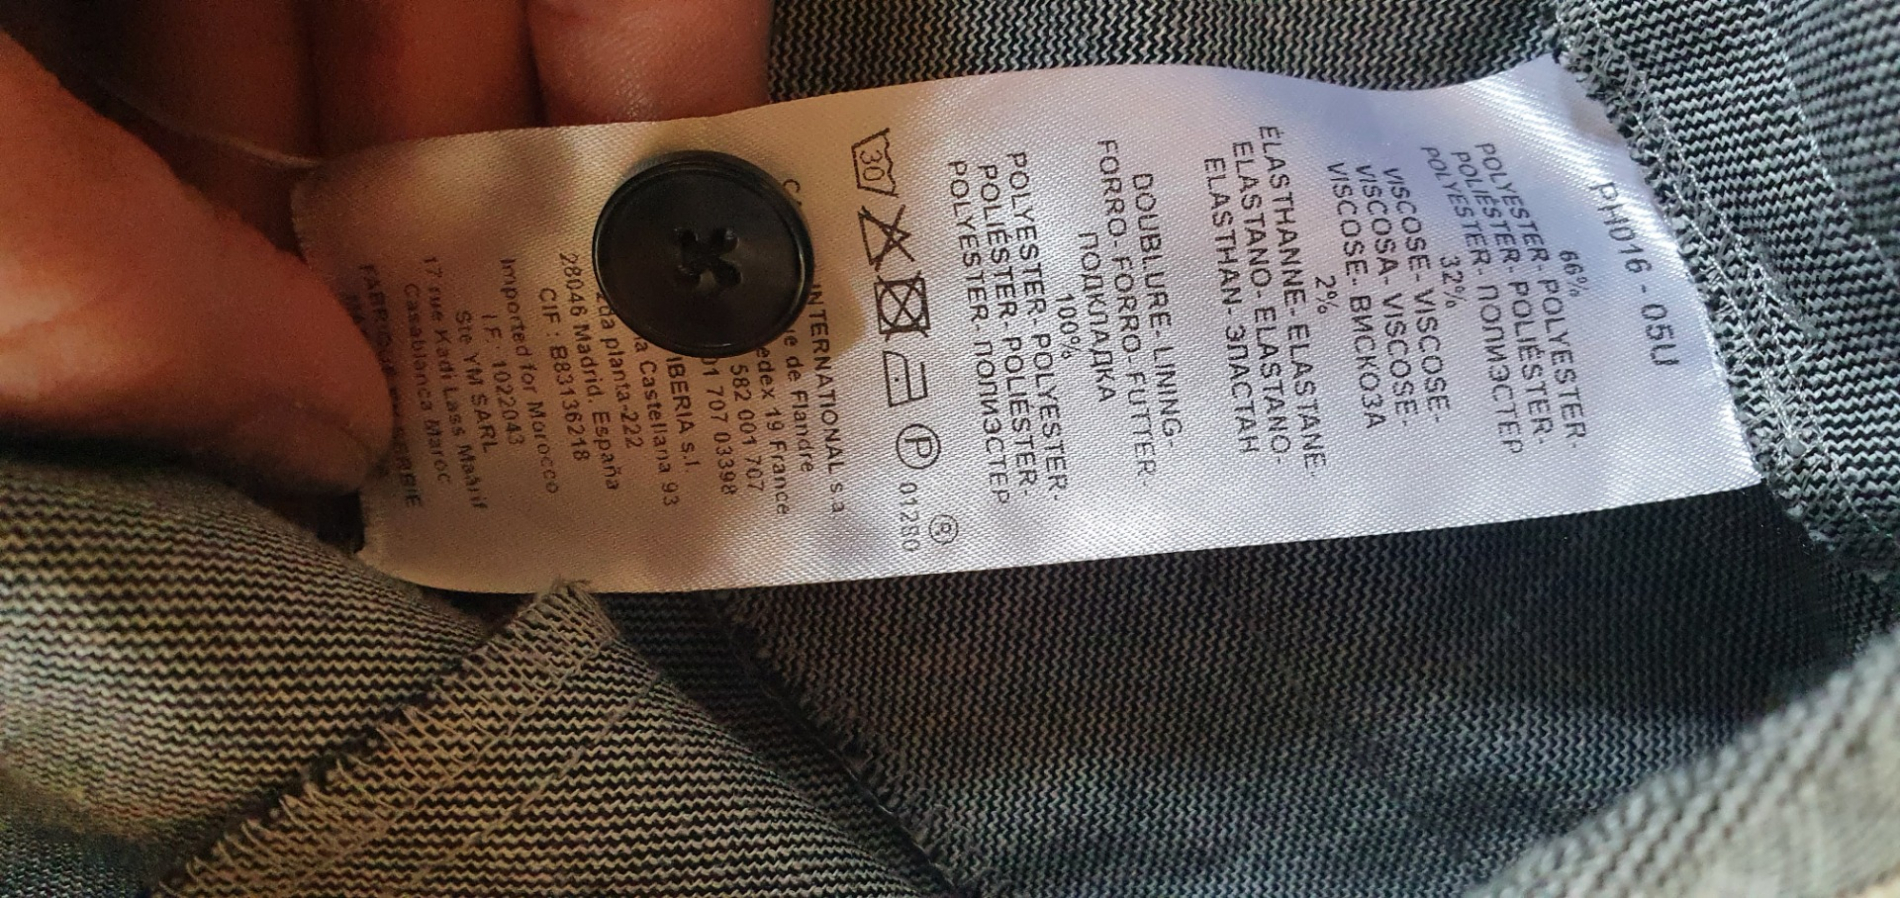 PH016 - 05U
66%
POLYESTER- POLYESTER-
POLIÉSTER- POLIÉSTER-
POLYESTER- ПОЛИЭСТЕР
32%
VISCOSE- VISCOSE-
VISCOSA- VISCOSE-
VISCOSE- ВИСКОЗА
2%
ÉLASTHANNE- ELASTANE-
ELASTANO- ELASTANO-
ELASTHAN- ЭЛАСТАН
DOUBLURE- LINING-
FORRO- FORRO- FUTTER-
ПОДКЛАДКА
100%
POLYESTER- POLYESTER-
POLIÉSTER- POLIÉSTER-
POLYESTER- ПОЛИЭСТЕР
®
30 P 01280
INTERNATIONAL s.a.
de Flandre
edex 19 France
582 001 707
01 707 03398
IBERIA s.l.
Castellana 93
planta-222
28046 Madrid. España
CIF : B83136218
Imported for Morocco
I.F. : 1022043
Ste YM SARL
17 rue Kadi Lass Maârif
Casablanca Maroc